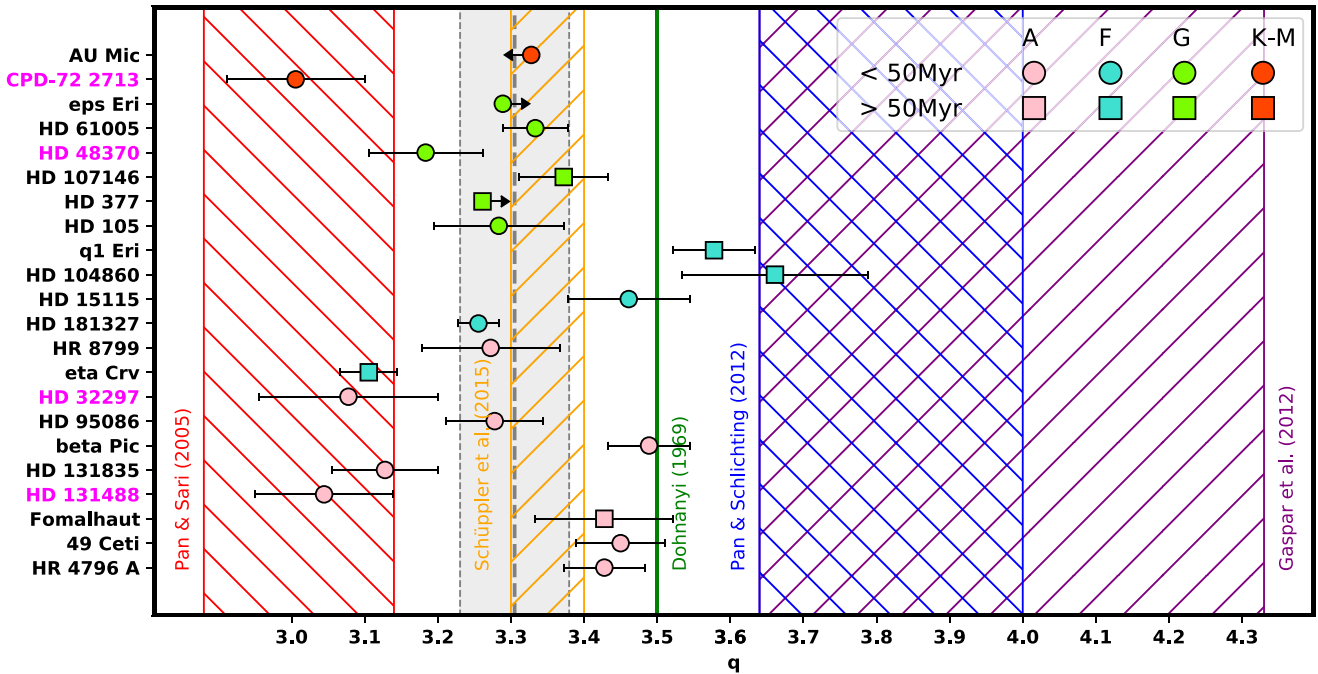 A F G K-M
< 50Myr
> 50Myr
AU Mic
CPD-72 2713
eps Eri
HD 61005
HD 48370
HD 107146
HD 377
HD 105
q1 Eri
HD 104860
HD 15115
HD 181327
HR 8799
eta Crv
HD 32297
HD 95086
beta Pic
HD 131835
HD 131488
Fomalhaut
49 Ceti
HR 4796 A
Pan & Sari (2005)
Schüppler et al. (2015)
Dohnanyi (1969)
Pan & Schlichting (2012)
Gaspar et al. (2012)
3.0 3.1 3.2 3.3 3.4 3.5 3.6 3.7 3.8 3.9 4.0 4.1 4.2 4.3
q